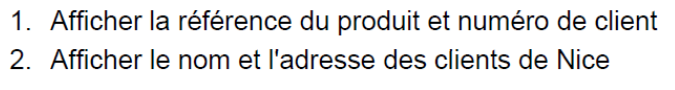 1. Afficher la référence du produit et numéro de client
2. Afficher le nom et l'adresse des clients de Nice